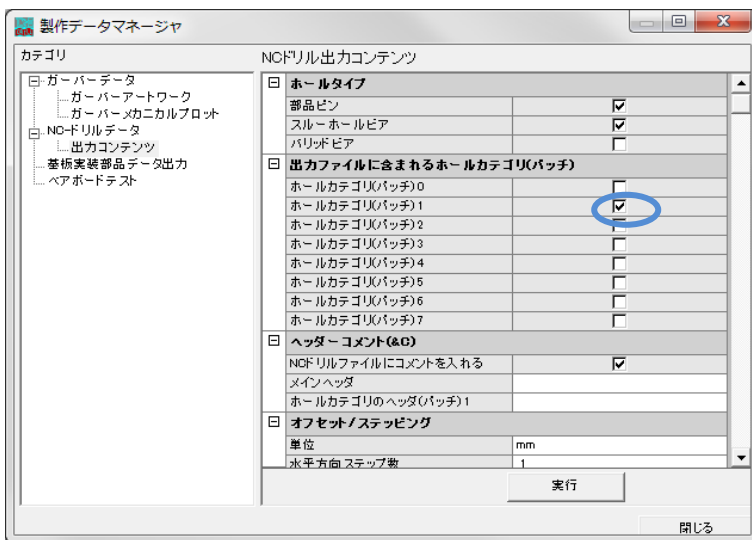 製作データマネージャ
カテゴリ
ガーバーデータ
ガーバーアートワーク
ガーバーメカニカルプロット
NC-ドリルデータ
出力コンテンツ
基板実装部品データ出力
ベアボードテスト
NCドリル出力コンテンツ
ホールタイプ
部品ピン
スルーホールビア
バリッドビア
出力ファイルに含まれるホールカテゴリ(パッチ)
ホールカテゴリ(パッチ)0
ホールカテゴリ(パッチ)1
ホールカテゴリ(パッチ)2
ホールカテゴリ(パッチ)3
ホールカテゴリ(パッチ)4
ホールカテゴリ(パッチ)5
ホールカテゴリ(パッチ)6
ホールカテゴリ(パッチ)7
ヘッダーコメント(&C)
NCドリルファイルにコメントを入れる
メインヘッダ
ホールカテゴリのヘッダ(パッチ)1
オフセット/ステッピング
単位 mm
水平方向ステップ数 1
実行
閉じる